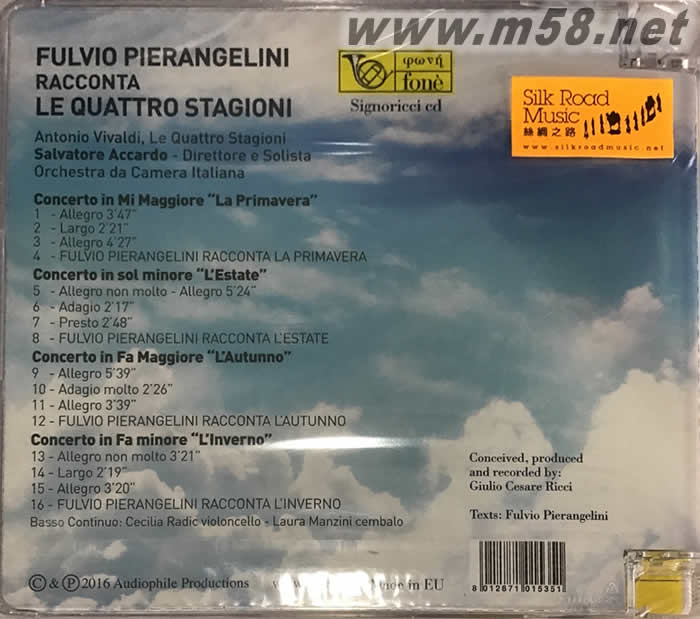 www.m58.net
FULVIO PIERANGELINI
RACCONTA
LE QUATTRO STAGIONI
φωνή
fonè
Signoricci cd
Silk Road
Music
絲綢之路
www.silkroadmusic.net
Antonio Vivaldi, Le Quattro Stagioni
Salvatore Accardo - Direttore e Solista
Orchestra da Camera Italiana
Concerto in Mi Maggiore “La Primavera”
1 - Allegro 3’47”
2 - Largo 2’21”
3 - Allegro 4’27”
4 - FULVIO PIERANGELINI RACCONTA LA PRIMAVERA
Concerto in sol minore “L’Estate”
5 - Allegro non molto - Allegro 5’24”
6 - Adagio 2’17”
7 - Presto 2’48”
8 - FULVIO PIERANGELINI RACCONTA L’ESTATE
Concerto in Fa Maggiore “L’Autunno”
9 - Allegro 5’39”
10 - Adagio molto 2’26”
11 - Allegro 3’39”
12 - FULVIO PIERANGELINI RACCONTA L’AUTUNNO
Concerto in Fa minore “L’Inverno”
13 - Allegro non molto 3’21”
14 - Largo 2’19”
15 - Allegro 3’20”
16 - FULVIO PIERANGELINI RACCONTA L’INVERNO
Basso Continuo: Cecilia Radic violoncello - Laura Manzini cembalo
Conceived, produced
and recorded by:
Giulio Cesare Ricci
Texts: Fulvio Pierangelini
© & ℗ 2016 Audiophile Productions
Made in EU
8012871015351